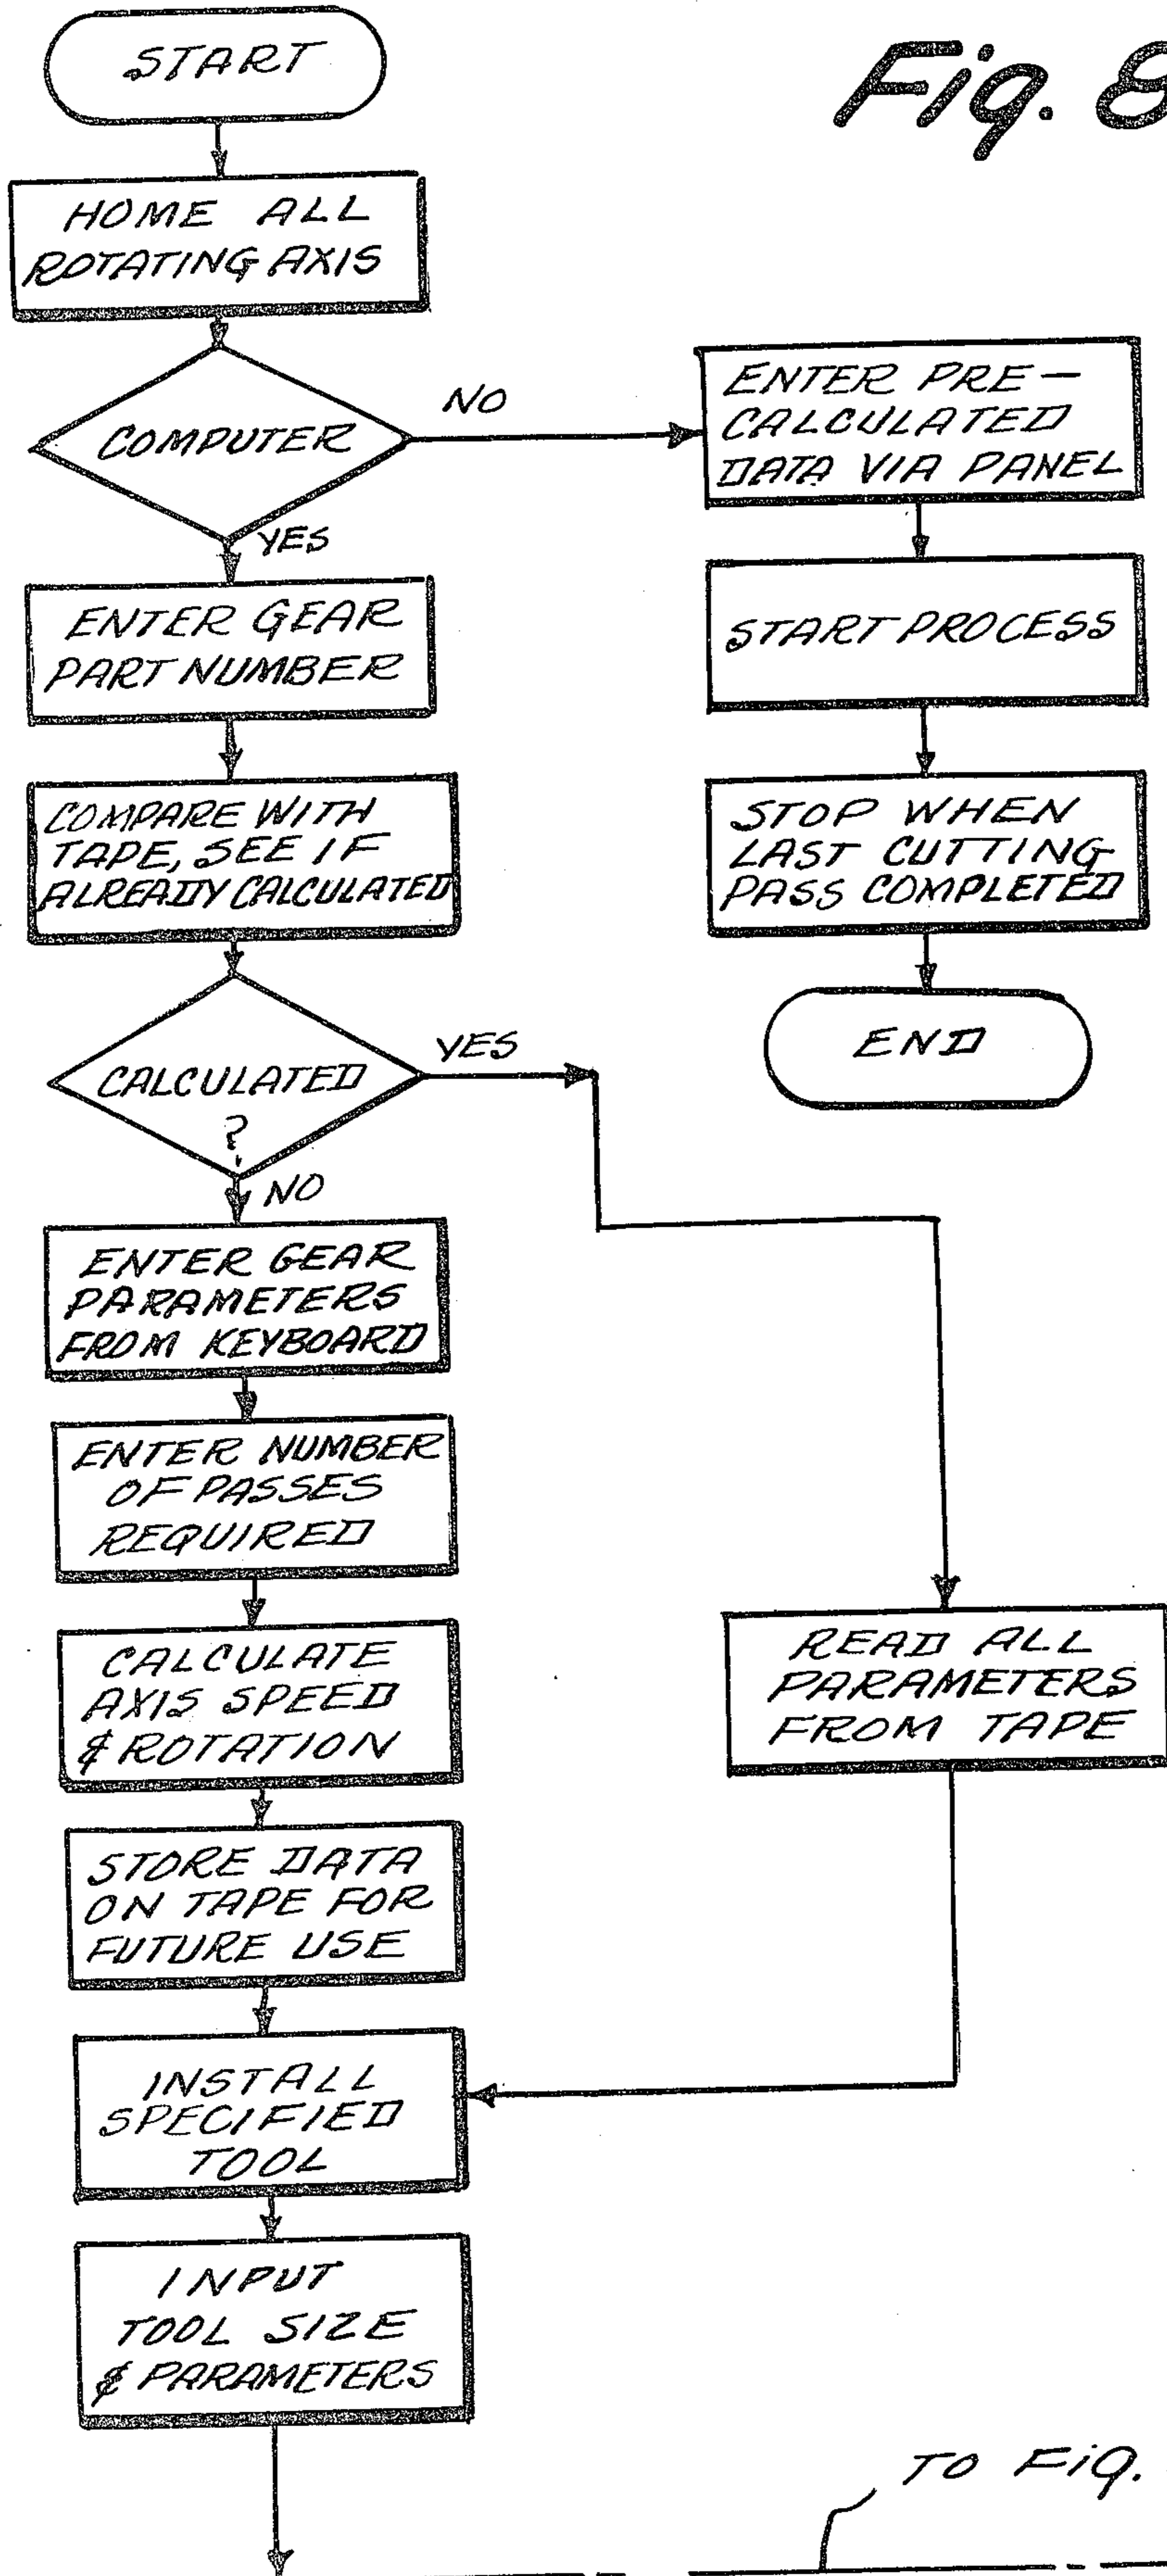 Fig. 8
START
HOME ALL
ROTATING AXIS
COMPUTER
NO
YES
ENTER PRE-
CALCULATED
DATA VIA PANEL
START PROCESS
STOP WHEN
LAST CUTTING
PASS COMPLETED
END
ENTER GEAR
PART NUMBER
COMPARE WITH
TAPE, SEE IF
ALREADY CALCULATED
CALCULATED
?
YES
NO
ENTER GEAR
PARAMETERS
FROM KEYBOARD
ENTER NUMBER
OF PASSES
REQUIRED
CALCULATE
AXIS SPEED
& ROTATION
STORE DATA
ON TAPE FOR
FUTURE USE
READ ALL
PARAMETERS
FROM TAPE
INSTALL
SPECIFIED
TOOL
INPUT
TOOL SIZE
& PARAMETERS
TO FIG.